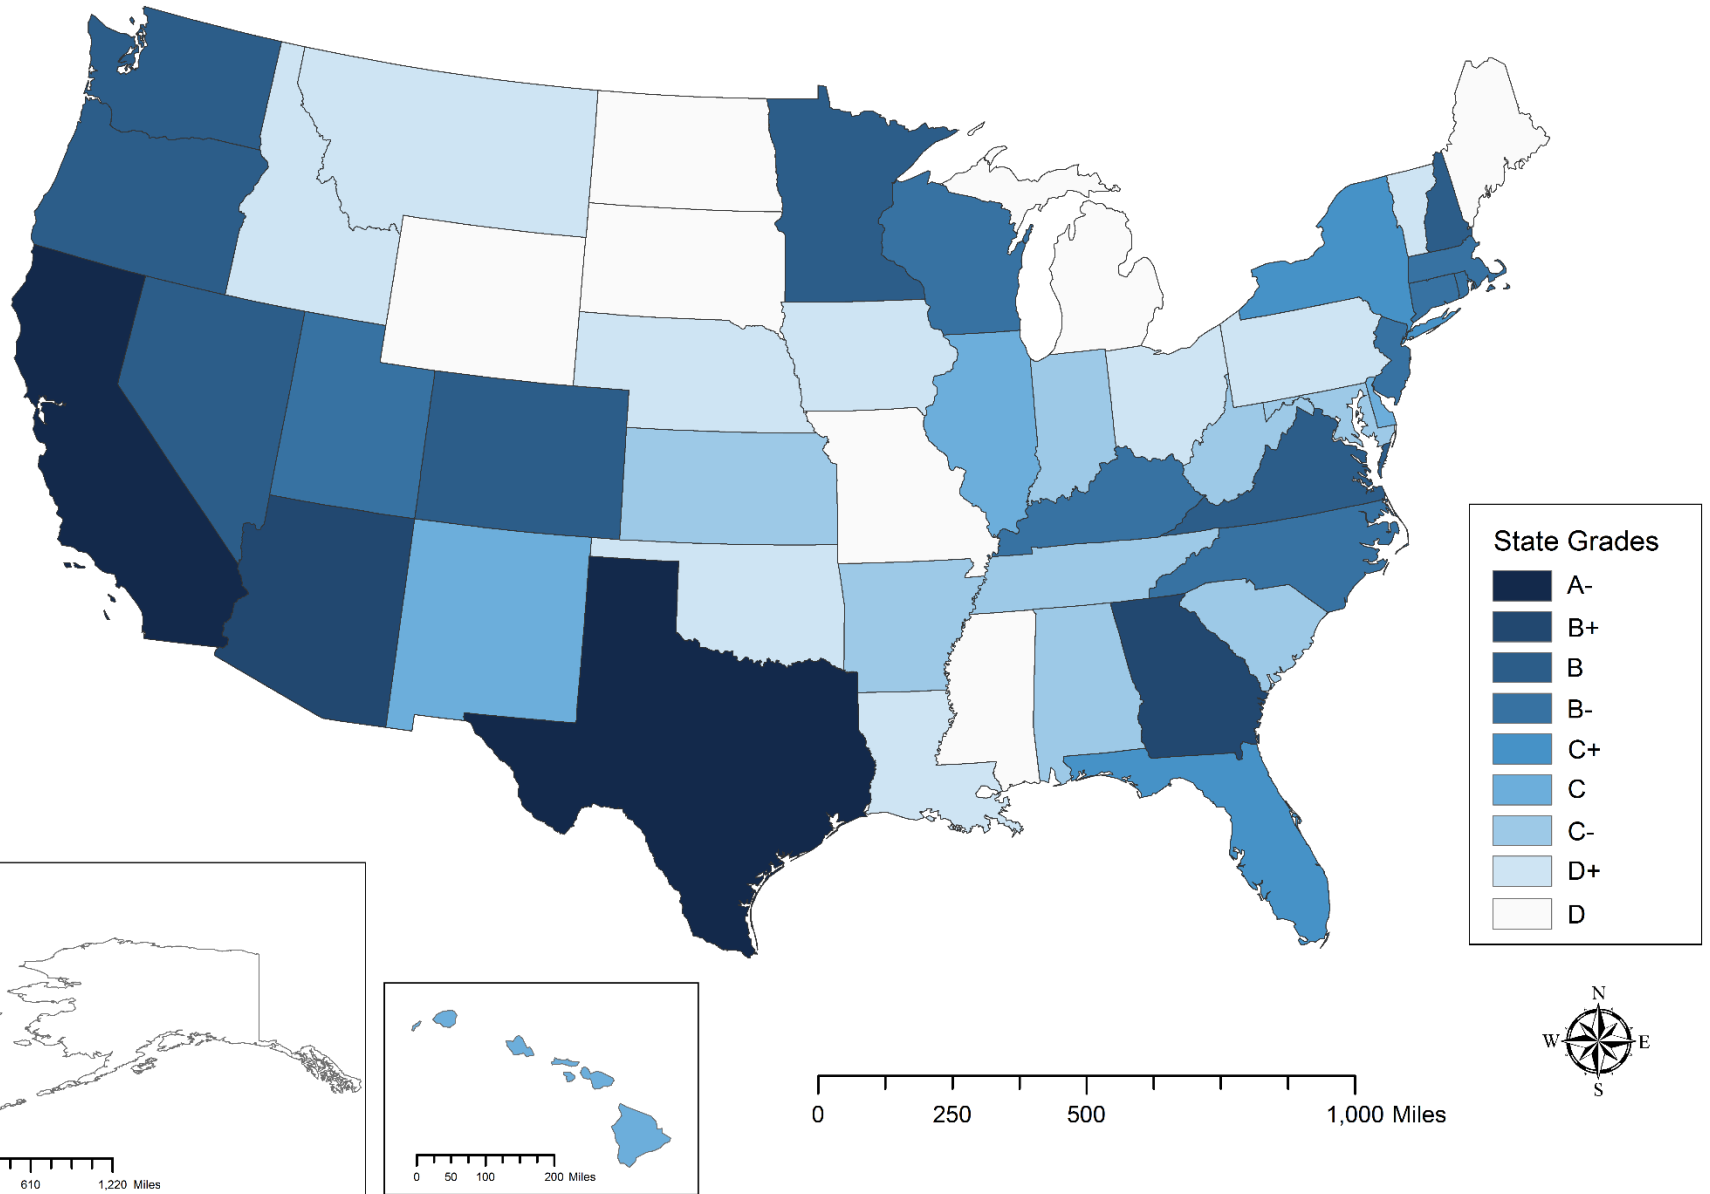 State Grades
A-
B+
B
B-
C+
C
C-
D+
D
N
W E
S
0 250 500 1,000 Miles
0 50 100 200 Miles
610 1,220 Miles